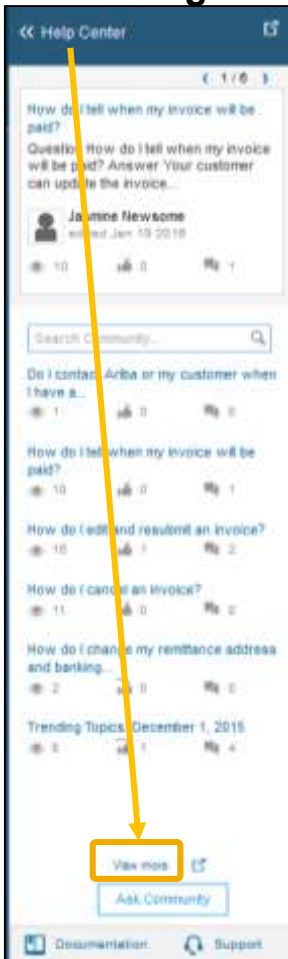 << Help Center
1 / 6
How do I tell when my invoice will be
paid?
Question How do I tell when my invoice
will be paid? Answer Your customer
can update the invoice...
Jasmine Newsome
edited Jan 19 2016
10 0 1
Search Community...
Do I contact Ariba or my customer when
I have a...
1 0 0
How do I tell when my invoice will be
paid?
10 0 1
How do I edit and resubmit an invoice?
10 1 2
How do I cancel an invoice?
11 0 0
How do I change my remittance address
and banking...
2 0 0
Trending Topics: December 1, 2015
1 4
View more
Ask Community
Documentation Support